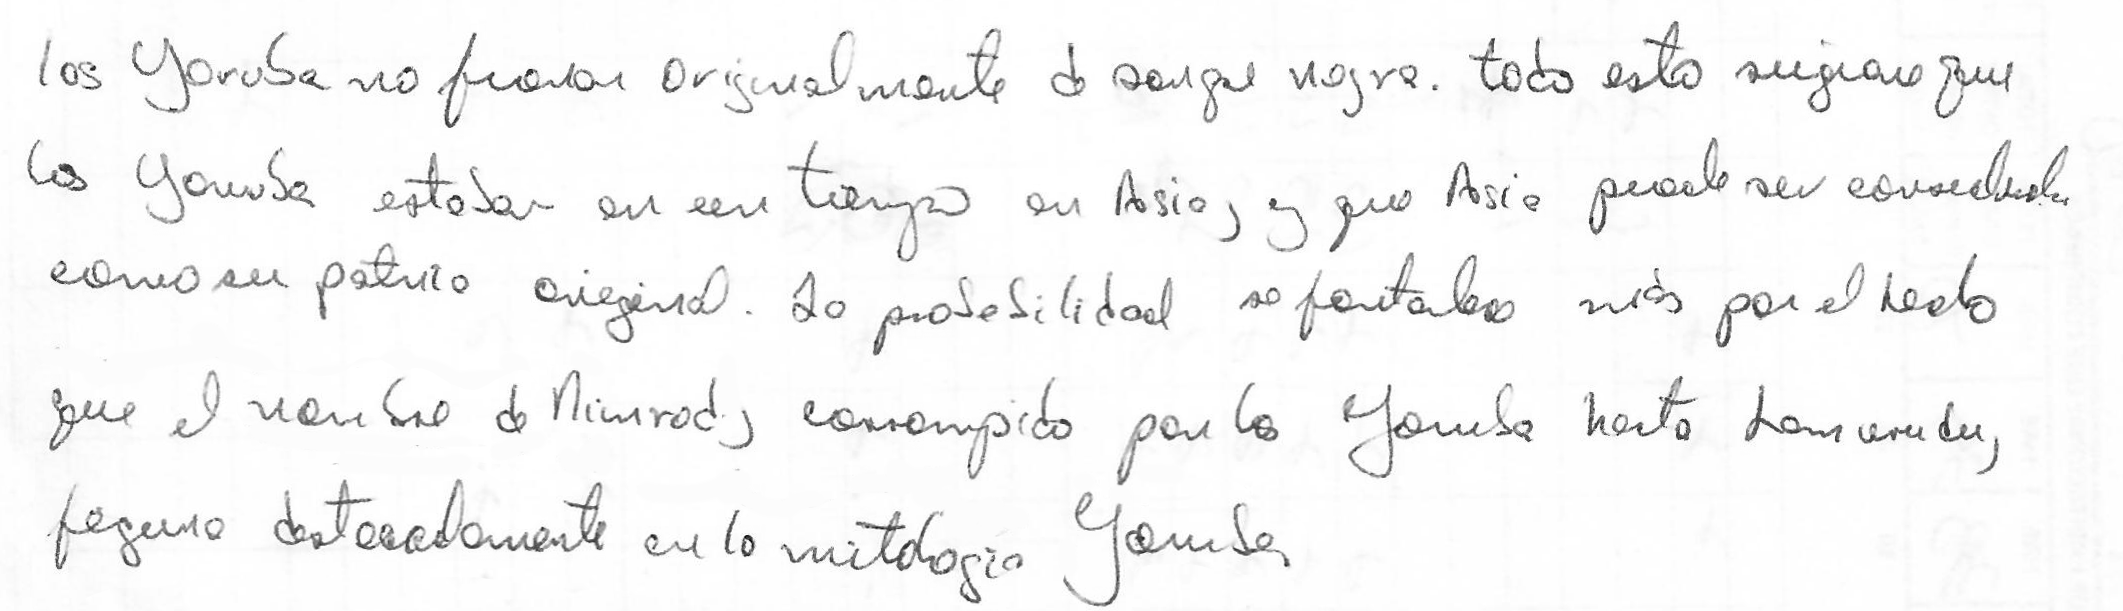 los Yoruba no fueron originalmente de sangre negra. todo esto sugiere que
los Yoruba estaban en un tiempo en Asia, y que Asia puede ser considerada
como su patria original. La probabilidad se fortalece más por el hecho
que el nombre de Nimrod, corrompido por los Yoruba hasta Lamurudu,
figura destacadamente en la mitología Yoruba